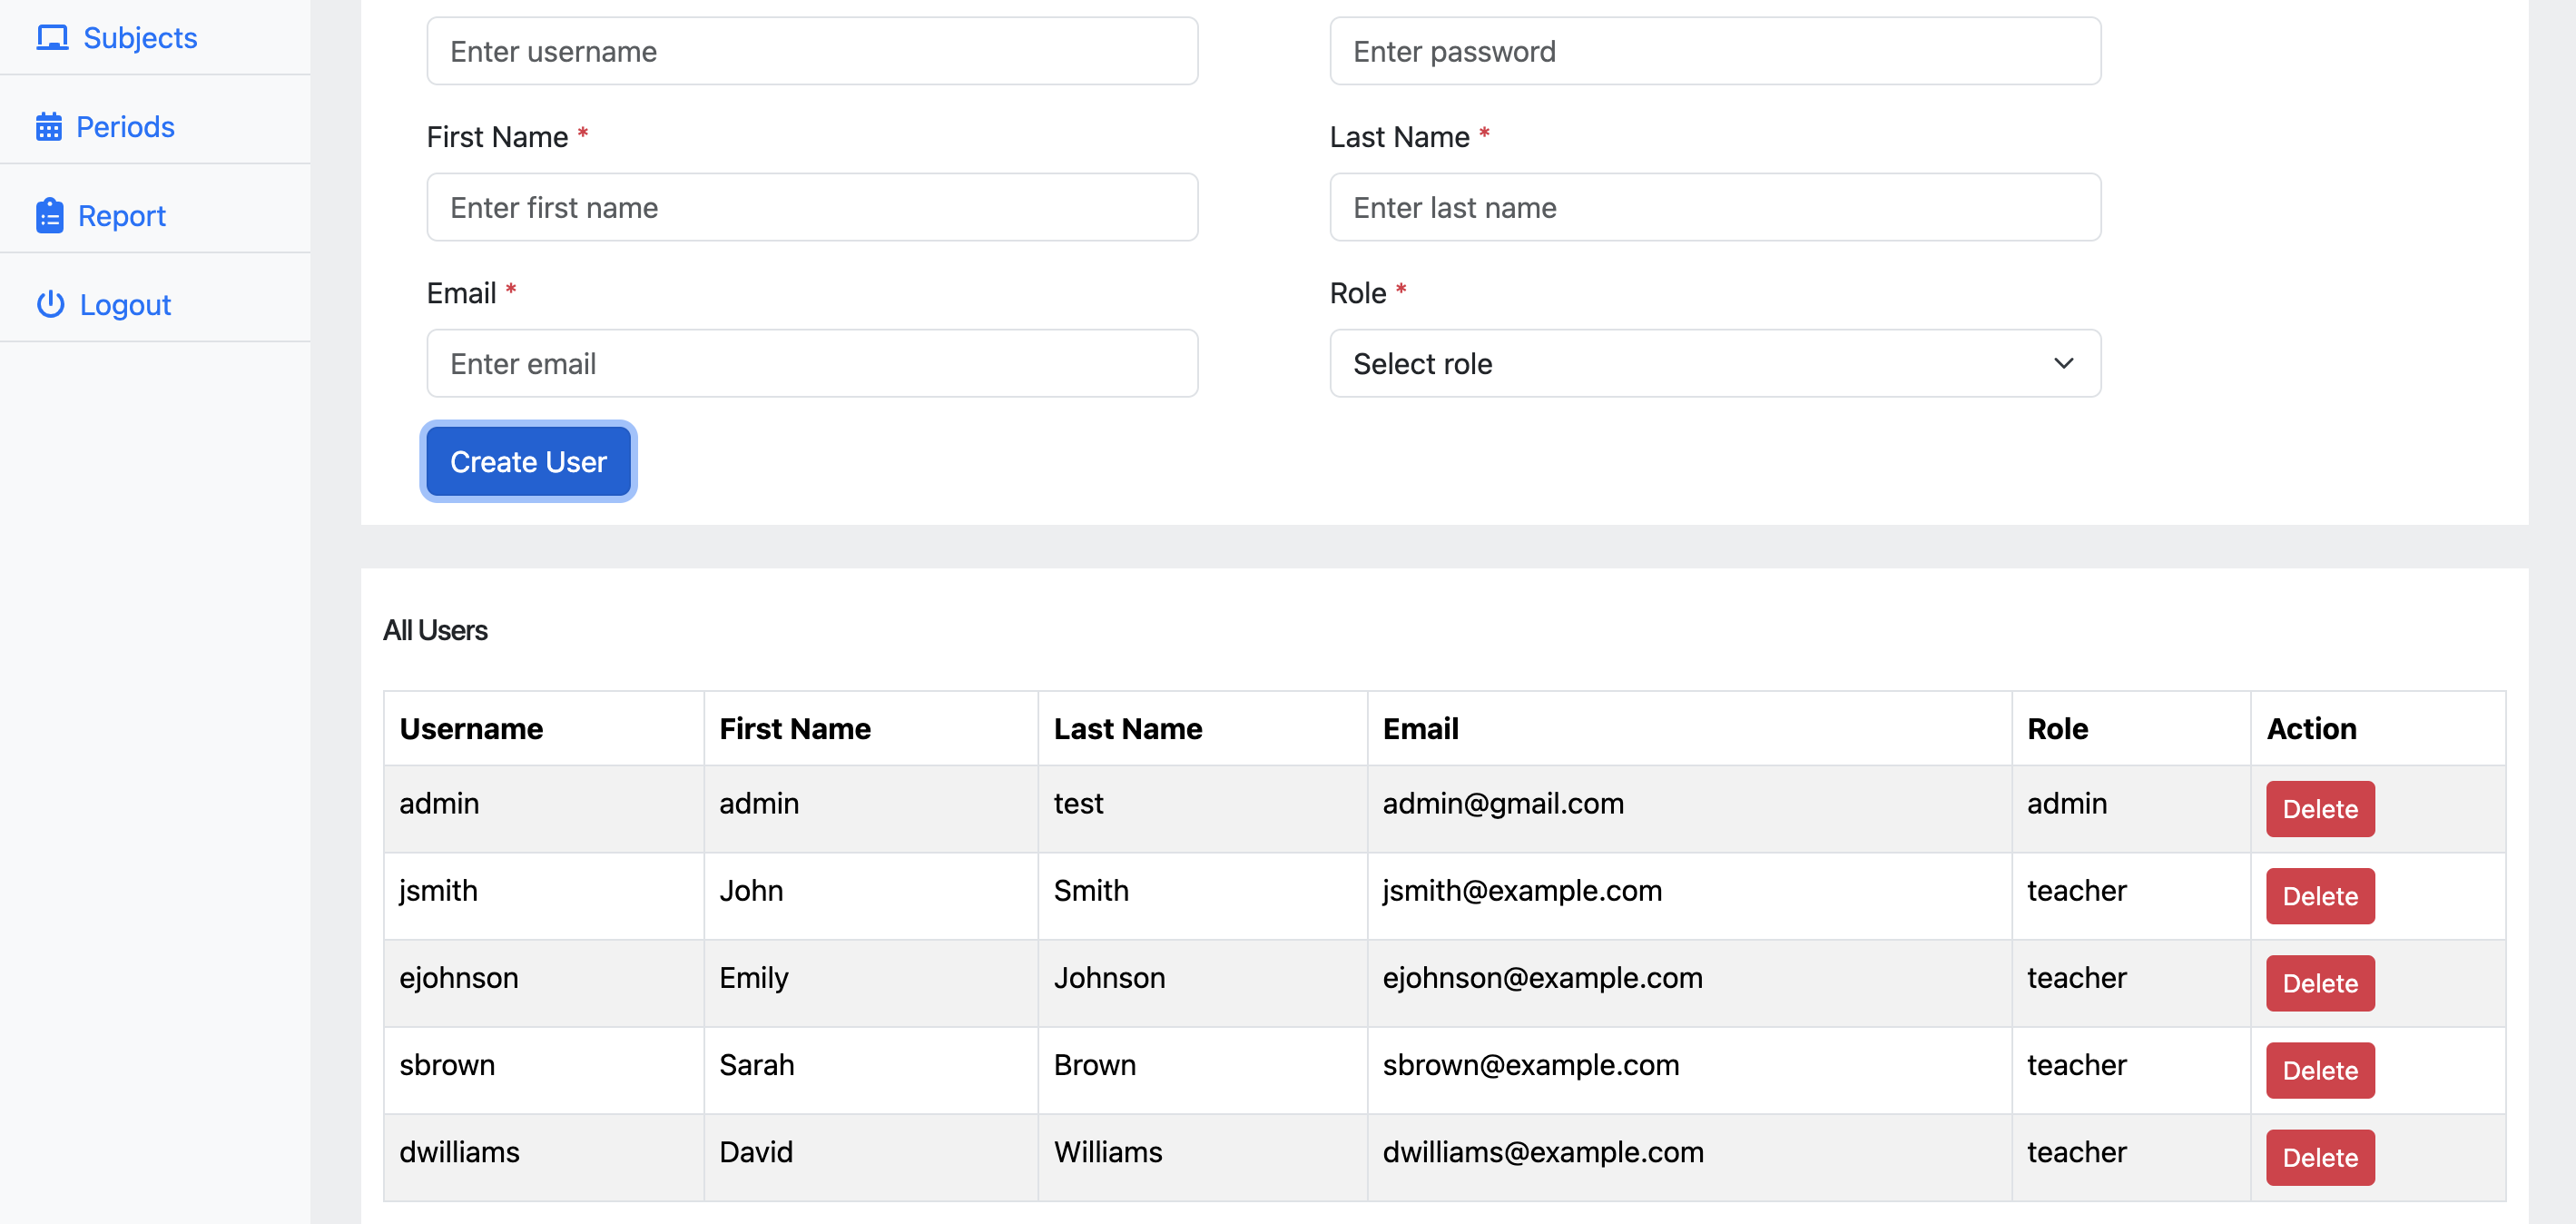 Subjects
Periods
Report
Logout
Enter username
Enter password
First Name *
Last Name *
Enter first name
Enter last name
Email *
Role *
Enter email
Select role
Create User
All Users
Username First Name Last Name Email Role Action
admin admin test admin@gmail.com admin Delete
jsmith John Smith jsmith@example.com teacher Delete
ejohnson Emily Johnson ejohnson@example.com teacher Delete
sbrown Sarah Brown sbrown@example.com teacher Delete
dwilliams David Williams dwilliams@example.com teacher Delete